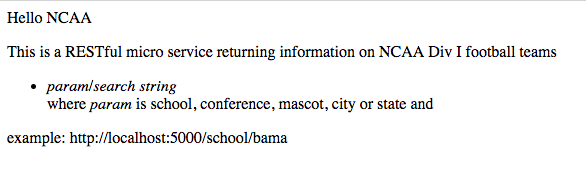 Hello NCAA
This is a RESTful micro service returning information on NCAA Div I football teams
• param/search string
where param is school, conference, mascot, city or state and
example: http://localhost:5000/school/bama